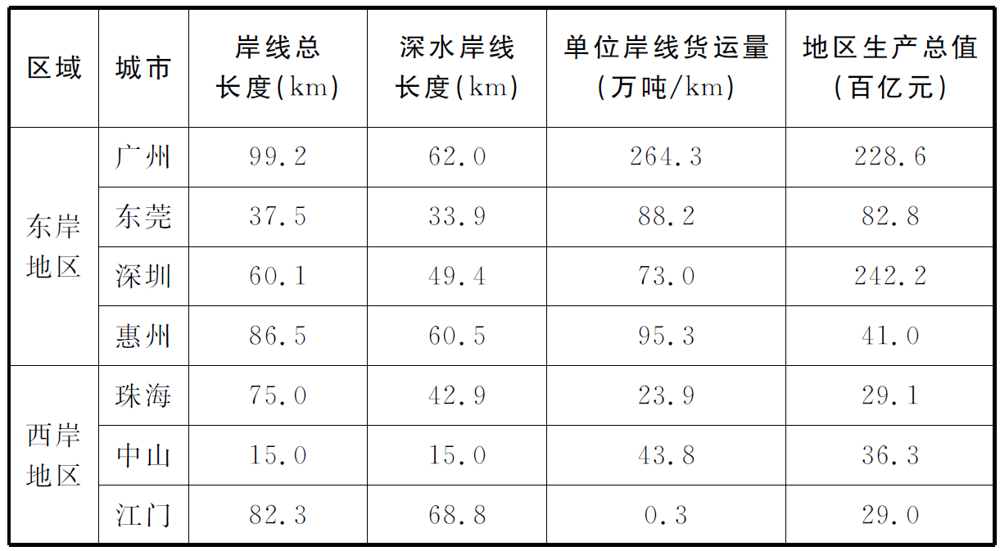 区域 城市 岸线总长度(km) 深水岸线长度(km) 单位岸线货运量(万吨/km) 地区生产总值(百亿元)
东岸地区 广州 99.2 62.0 264.3 228.6
东莞 37.5 33.9 88.2 82.8
深圳 60.1 49.4 73.0 242.2
惠州 86.5 60.5 95.3 41.0
西岸地区 珠海 75.0 42.9 23.9 29.1
中山 15.0 15.0 43.8 36.3
江门 82.3 68.8 0.3 29.0